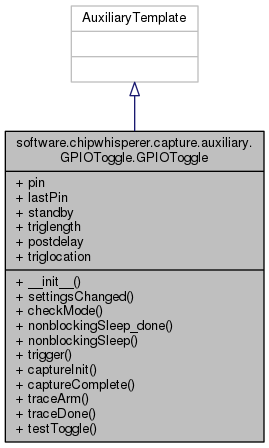 AuxiliaryTemplate
software.chipwhisperer.capture.auxiliary.
GPIOToggle.GPIOToggle
+ pin
+ lastPin
+ standby
+ triglength
+ postdelay
+ triglocation
+ __init__()
+ settingsChanged()
+ checkMode()
+ nonblockingSleep_done()
+ nonblockingSleep()
+ trigger()
+ captureInit()
+ captureComplete()
+ traceArm()
+ traceDone()
+ testToggle()